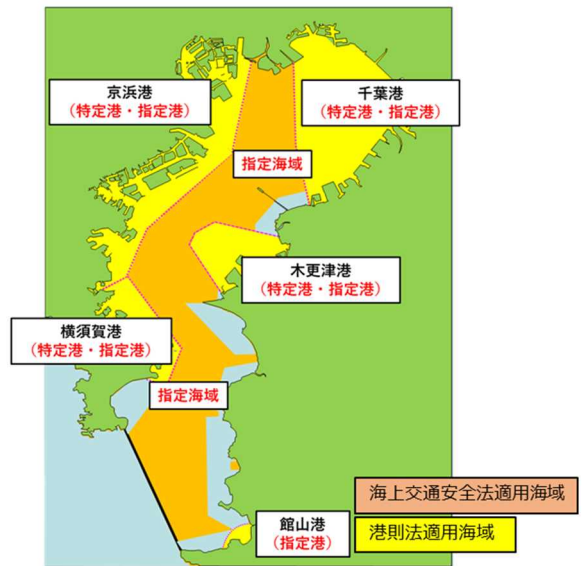 京浜港
(特定港・指定港)
千葉港
(特定港・指定港)
指定海域
木更津港
(特定港・指定港)
横須賀港
(特定港・指定港)
指定海域
館山港
(指定港)
海上交通安全法適用海域
港則法適用海域